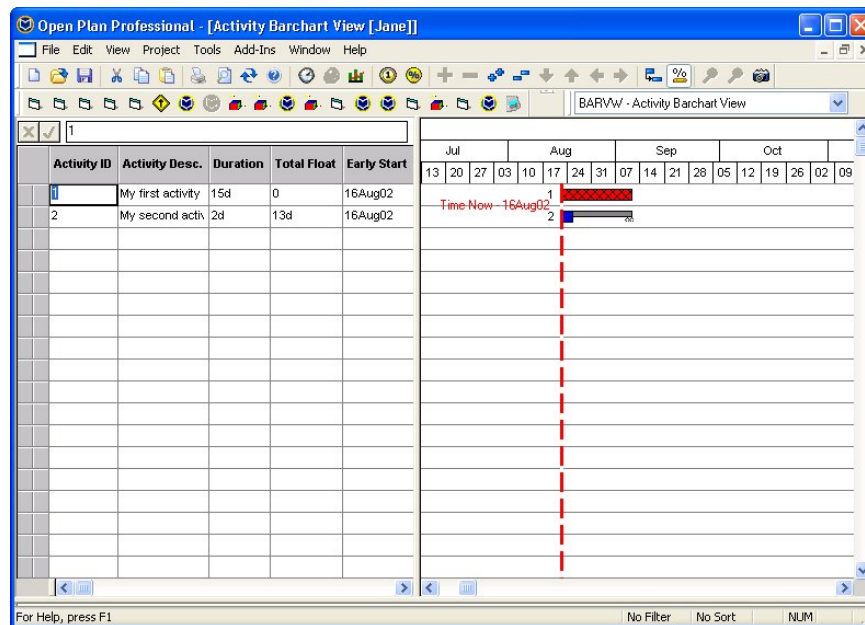 Open Plan Professional - [Activity Barchart View [Jane]]
File Edit View Project Tools Add-Ins Window Help
BARVW - Activity Barchart View
1
Jul Aug Sep Oct
Activity ID Activity Desc. Duration Total Float Early Start
13 20 27 03 10 17 24 31 07 14 21 28 05 12 19 26 02 09
1 My first activity 15d 0 16Aug02 1
Time Now - 16Aug02
2 My second activ 2d 13d 16Aug02 2
For Help, press F1 No Filter No Sort NUM